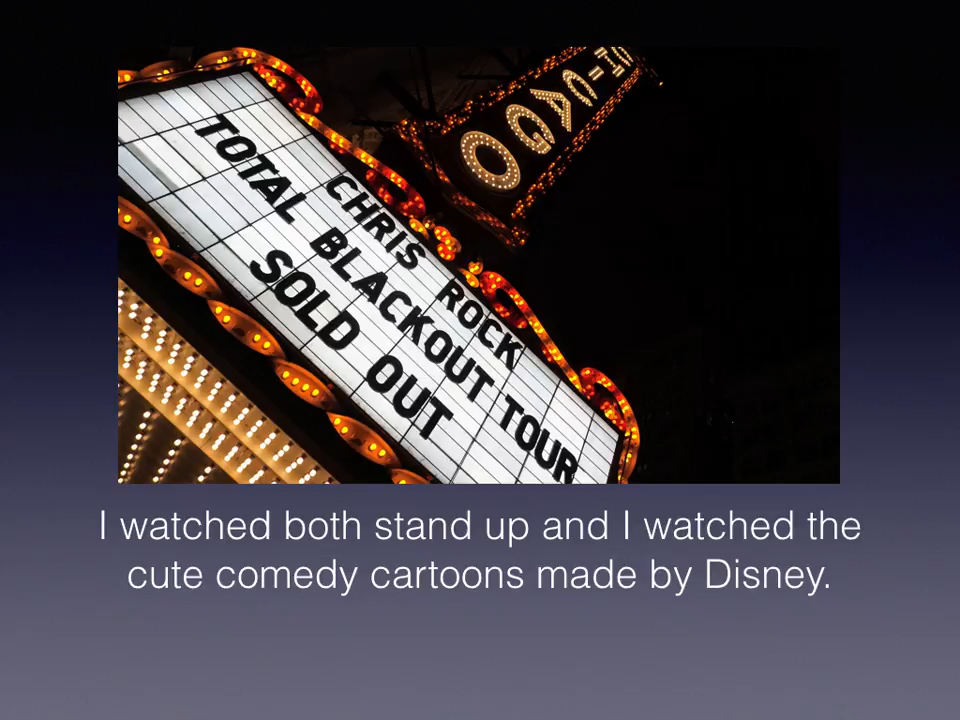 CHRIS ROCK
TOTAL BLACKOUT TOUR
SOLD OUT
I watched both stand up and I watched the
cute comedy cartoons made by Disney.